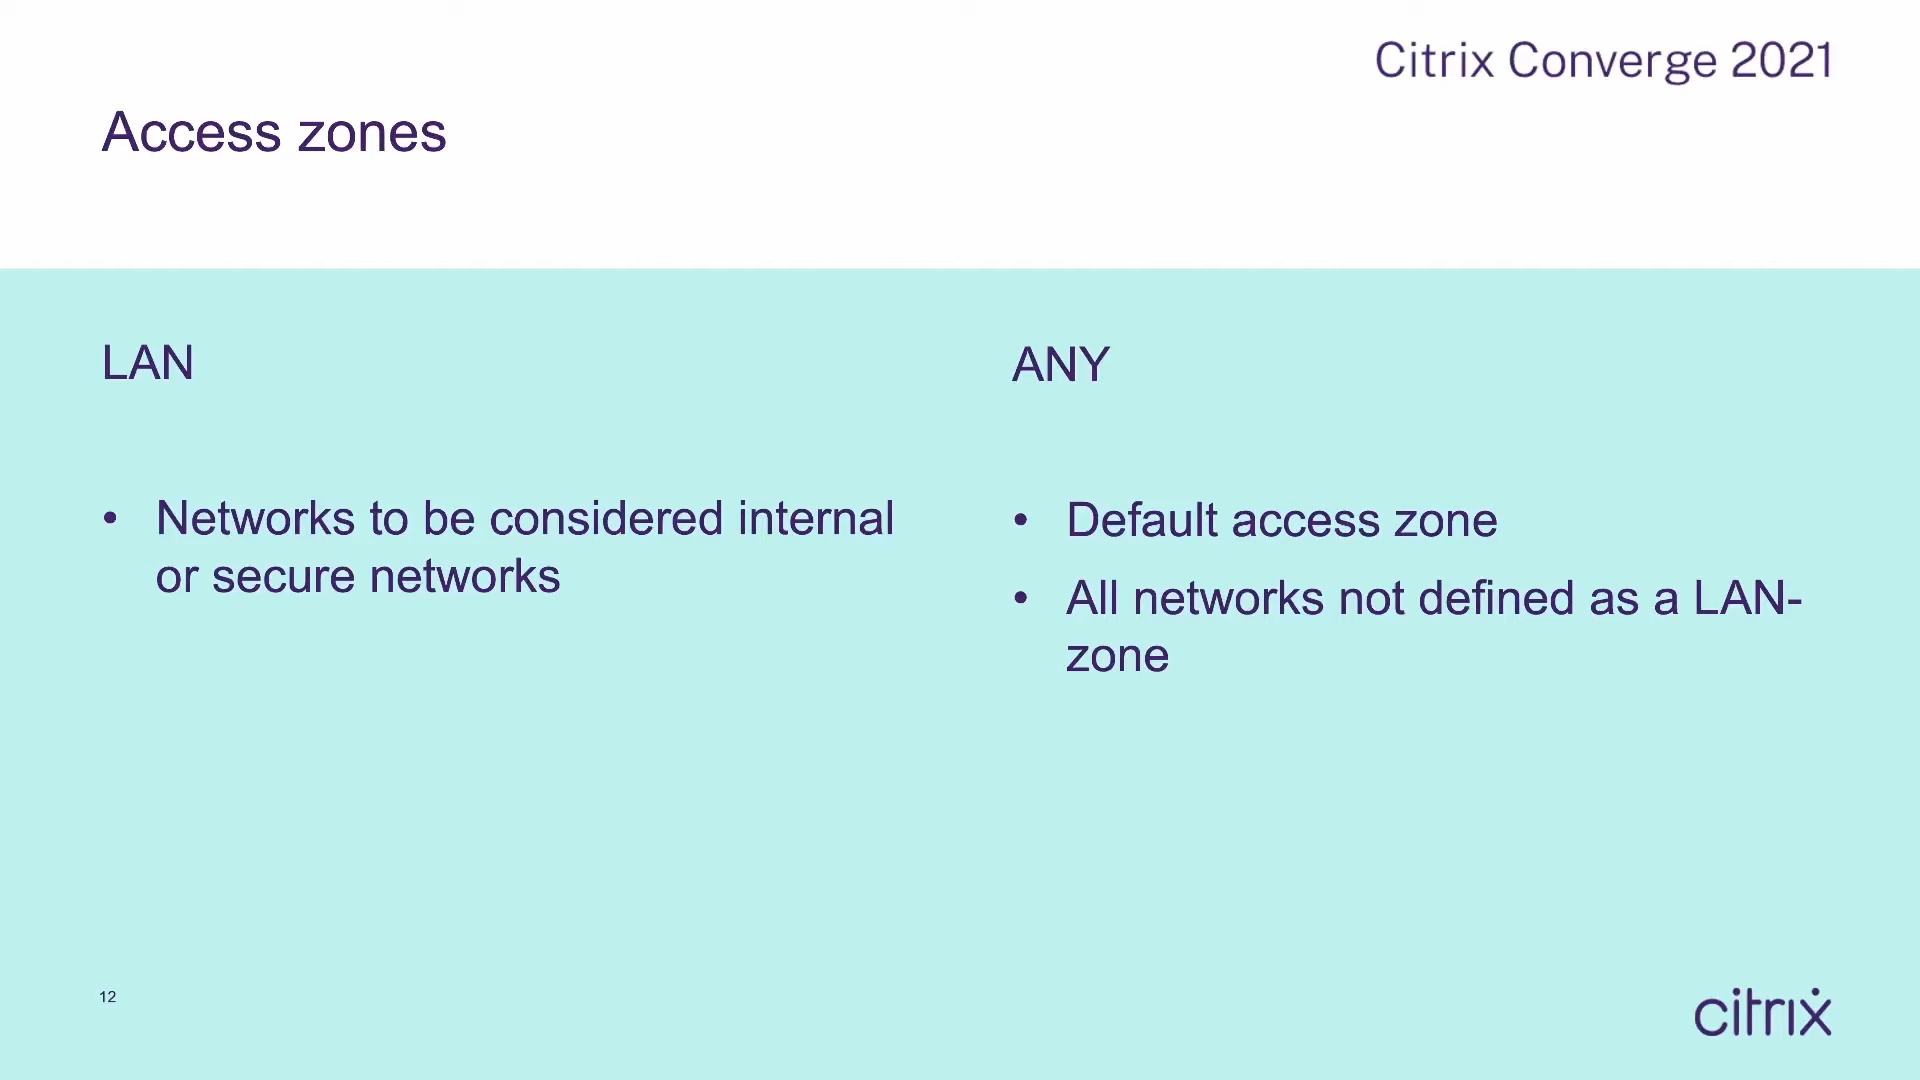 Citrix Converge 2021
Access zones
LAN
• Networks to be considered internal
or secure networks
ANY
• Default access zone
• All networks not defined as a LAN-
zone
12
citrix